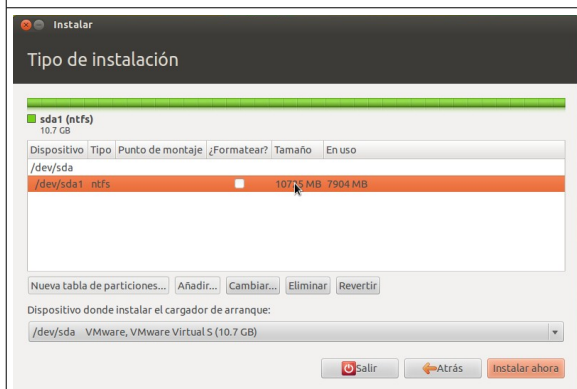 Instalar
Tipo de instalación
sda1 (ntfs)
10.7 GB
Dispositivo Tipo Punto de montaje ¿Formatear? Tamaño En uso
/dev/sda
/dev/sda1 ntfs MB 7904 MB
Nueva tabla de particiones... Añadir... Cambiar... Eliminar Revertir
Dispositivo donde instalar el cargador de arranque:
/dev/sda VMware, VMware Virtual S (10.7 GB)
Salir Atrás Instalar ahora